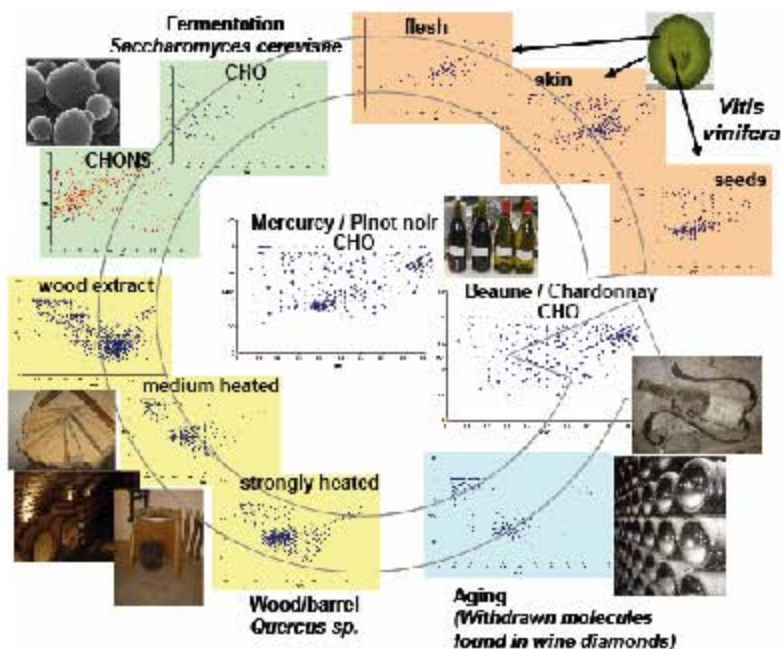 Fermentation
Saccharomyces cerevisae
CHO
CHONS
flesh
skin
seeds
Vitis
vinifera
Mercurey / Pinot noir
CHO
Beaune / Chardonnay
CHO
wood extract
medium heated
strongly heated
Wood/barrel
Quercus sp.
Aging
(Withdrawn molecules
found in wine diamonds)